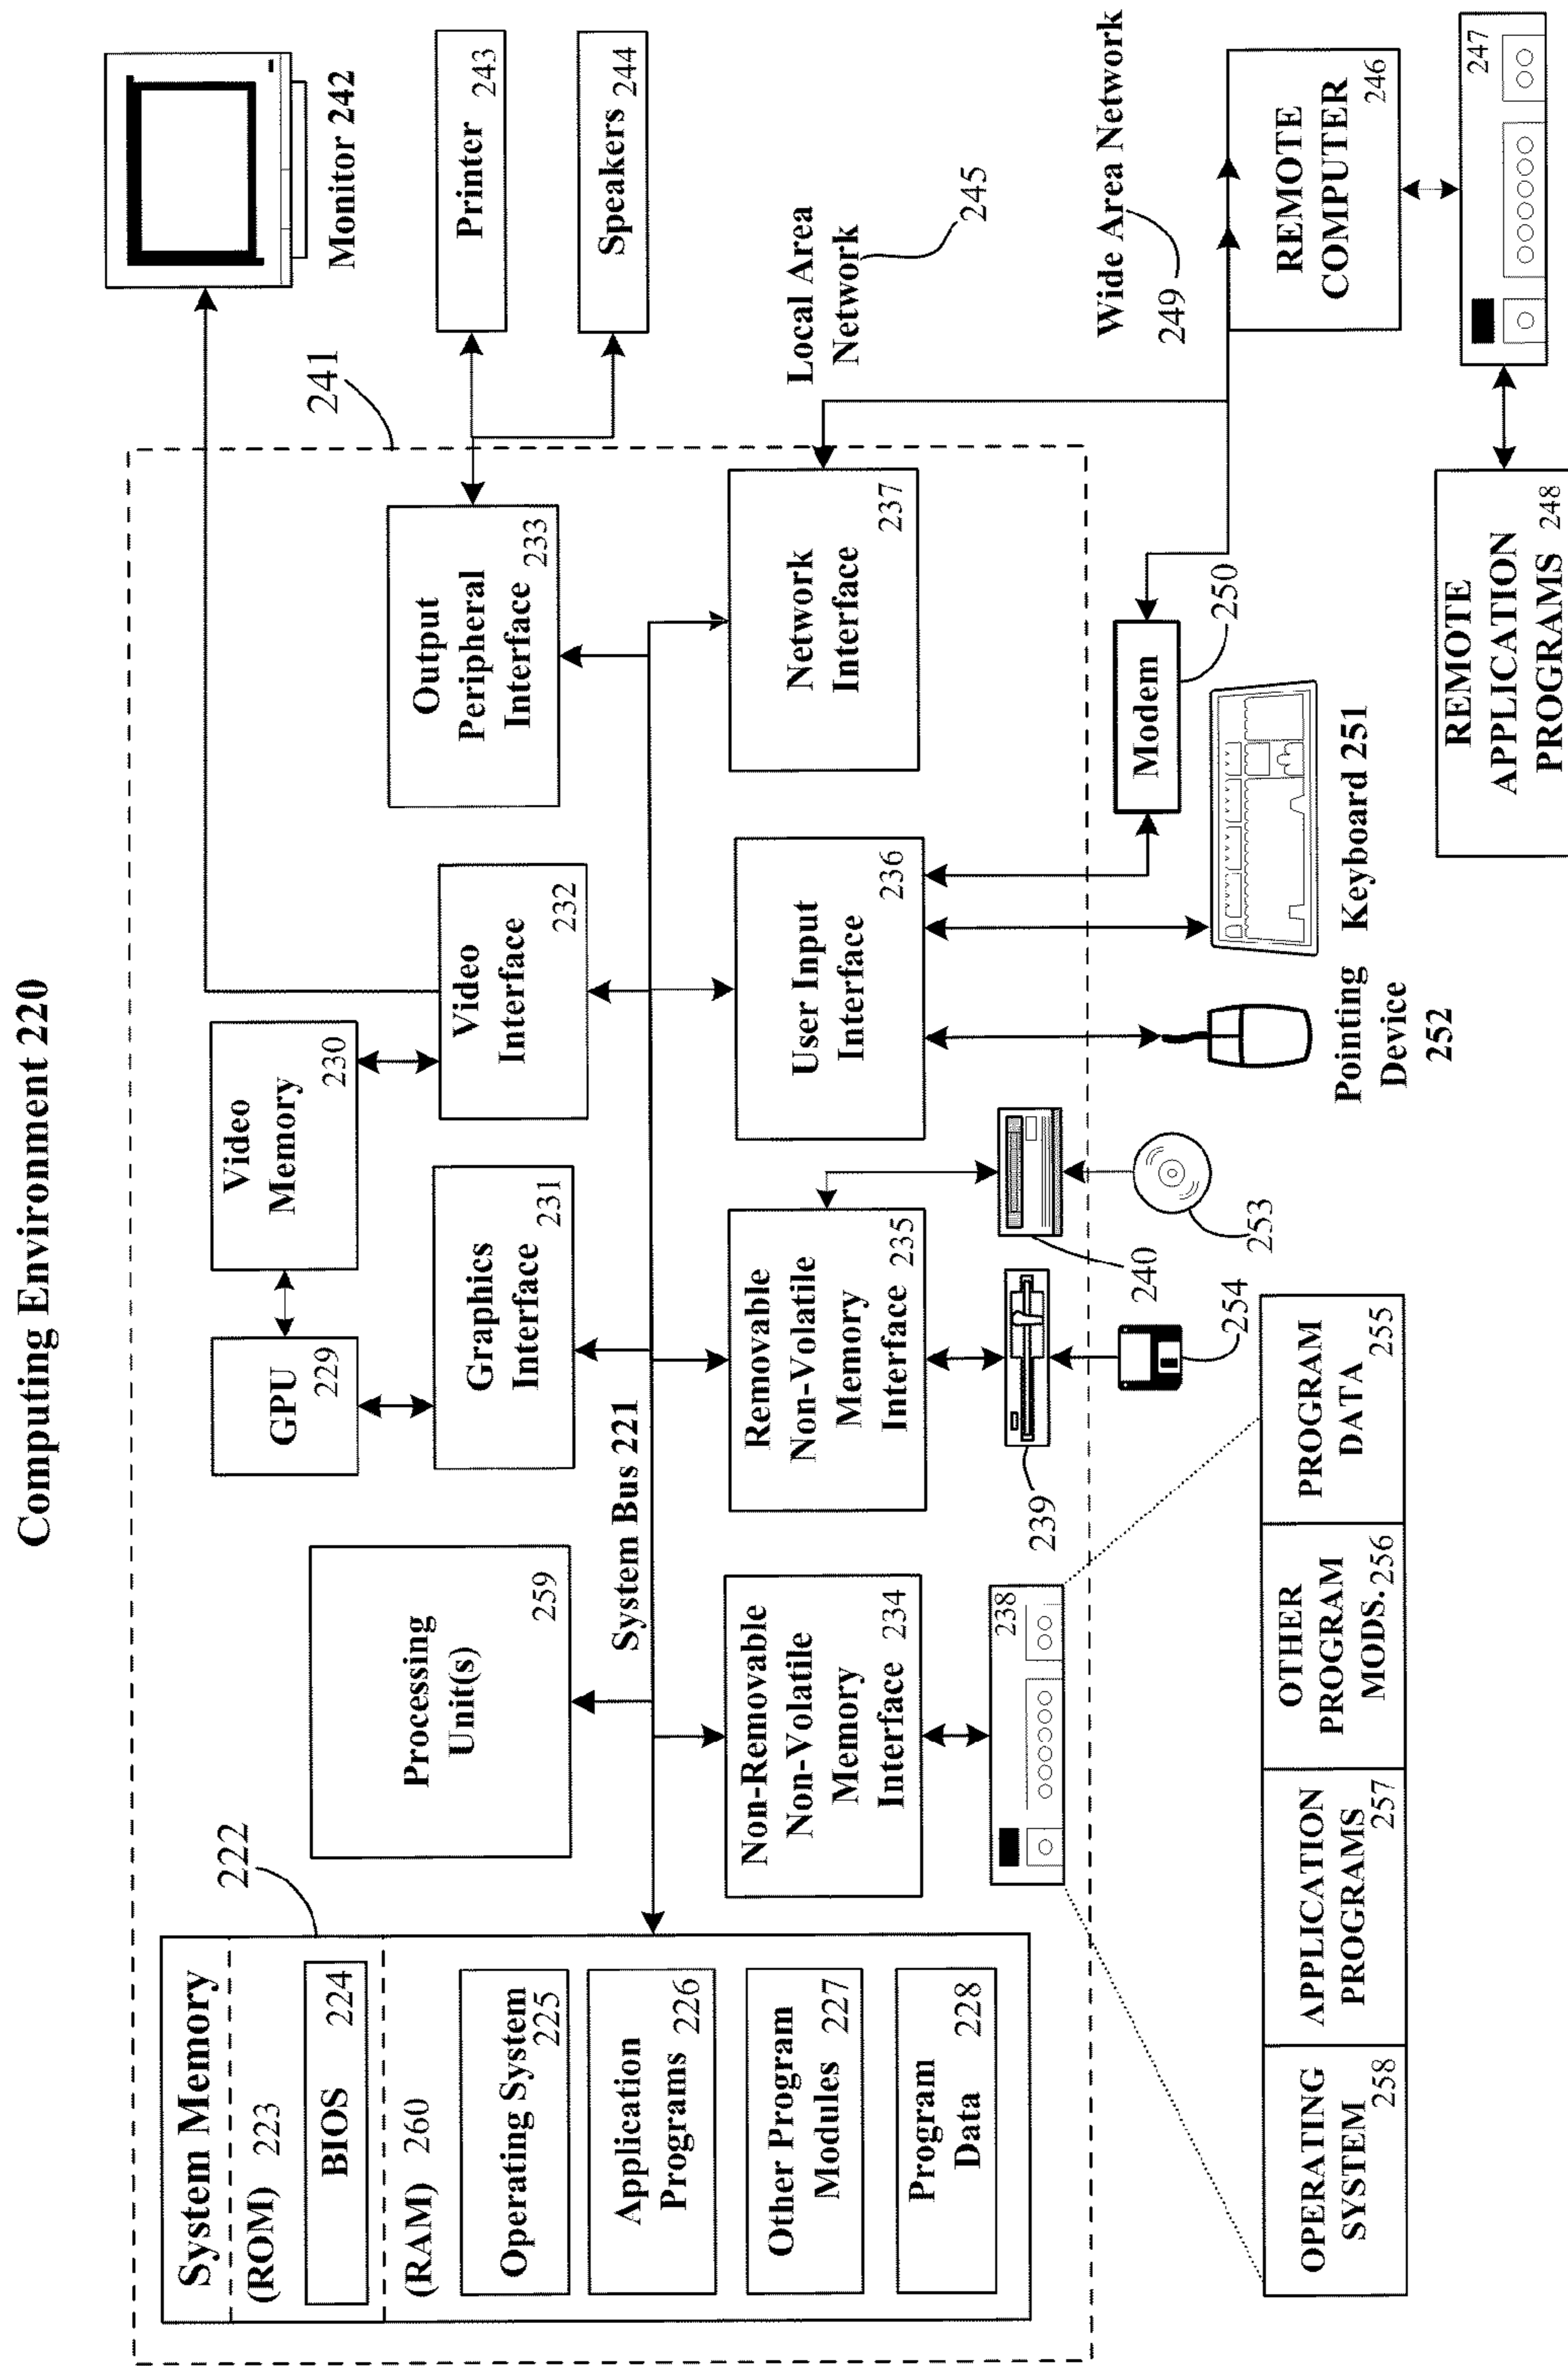 Computing Environment 220
System Memory
(ROM) 223
BIOS
224
(RAM) 260
Operating System
225
Application
Programs 226
Other Program
Modules 227
Program
Data
228
222
Processing
Unit(s)
259
System Bus 221
GPU
229
Video
Memory
230
Graphics
Interface
231
Video
Interface
232
Output
Peripheral
Interface
233
241
Monitor 242
Printer
243
Speakers
244
Non-Removable
Non-Volatile
Memory
Interface 234
Removable
Non-Volatile
Memory
Interface 235
User Input
Interface
236
Network
Interface
237
Local Area
Network
245
Wide Area Network
249
238
239
240
254
253
Pointing
Device
252
Keyboard 251
Modem
250
REMOTE
COMPUTER
246
247
REMOTE
APPLICATION
PROGRAMS 248
OPERATING
SYSTEM
258
APPLICATION
PROGRAMS
257
OTHER
PROGRAM
MODS. 256
PROGRAM
DATA
255